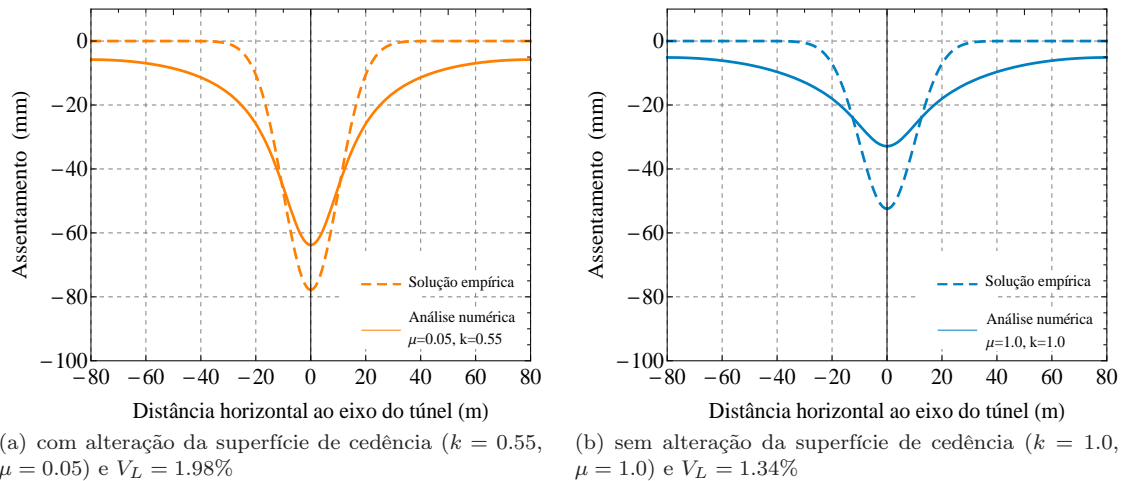 0
−20
−40
−60
−80
−100
Assentamento (mm)
Solução empírica
Análise numérica
μ=0.05, k=0.55
−80 −60 −40 −20 0 20 40 60 80
Distância horizontal ao eixo do túnel (m)
(a) com alteração da superfície de cedência (k = 0.55,
μ = 0.05) e V_L = 1.98%
0
−20
−40
−60
−80
−100
Assentamento (mm)
Solução empírica
Análise numérica
μ=1.0, k=1.0
−80 −60 −40 −20 0 20 40 60 80
Distância horizontal ao eixo do túnel (m)
(b) sem alteração da superfície de cedência (k = 1.0,
μ = 1.0) e V_L = 1.34%